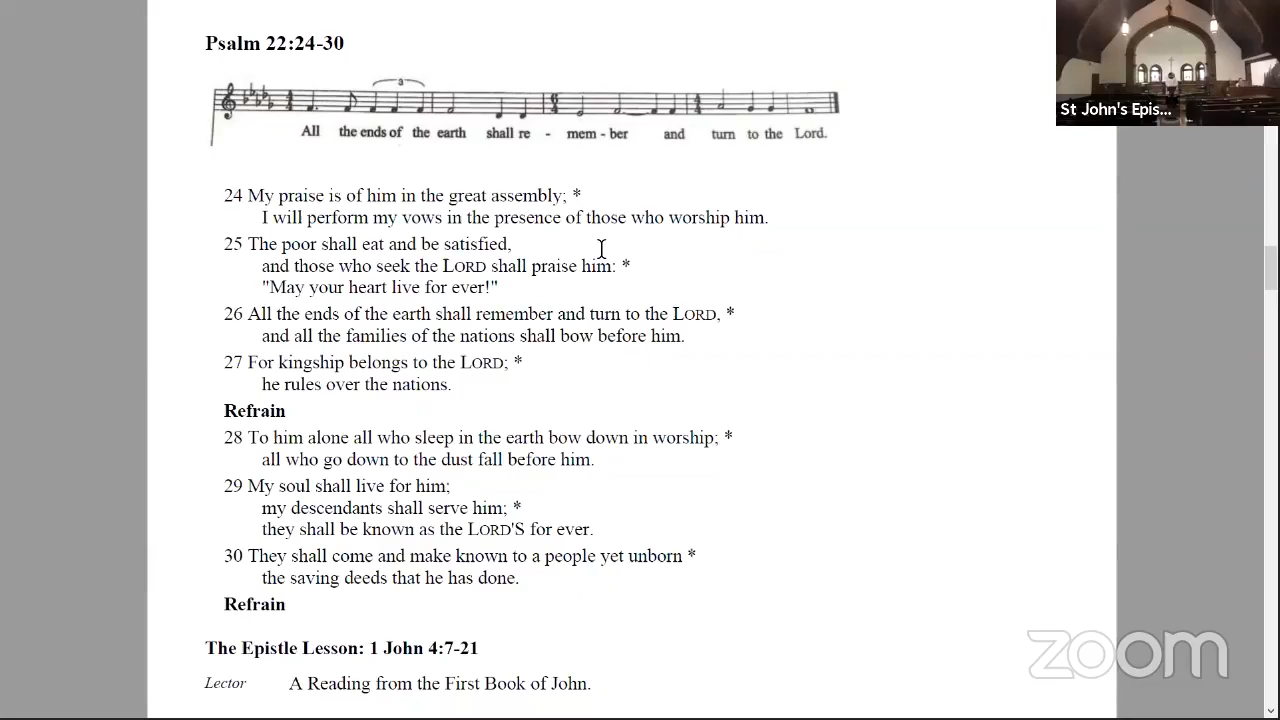 Psalm 22:24-30
3
All the ends of the earth shall re - mem - ber and turn to the Lord.
24 My praise is of him in the great assembly; *
I will perform my vows in the presence of those who worship him.
25 The poor shall eat and be satisfied,
and those who seek the LORD shall praise him: *
"May your heart live for ever!"
26 All the ends of the earth shall remember and turn to the LORD, *
and all the families of the nations shall bow before him.
27 For kingship belongs to the LORD; *
he rules over the nations.
Refrain
28 To him alone all who sleep in the earth bow down in worship; *
all who go down to the dust fall before him.
29 My soul shall live for him;
my descendants shall serve him; *
they shall be known as the LORD'S for ever.
30 They shall come and make known to a people yet unborn *
the saving deeds that he has done.
Refrain
The Epistle Lesson: 1 John 4:7-21
Lector A Reading from the First Book of John.
St John's Epis...
zoom